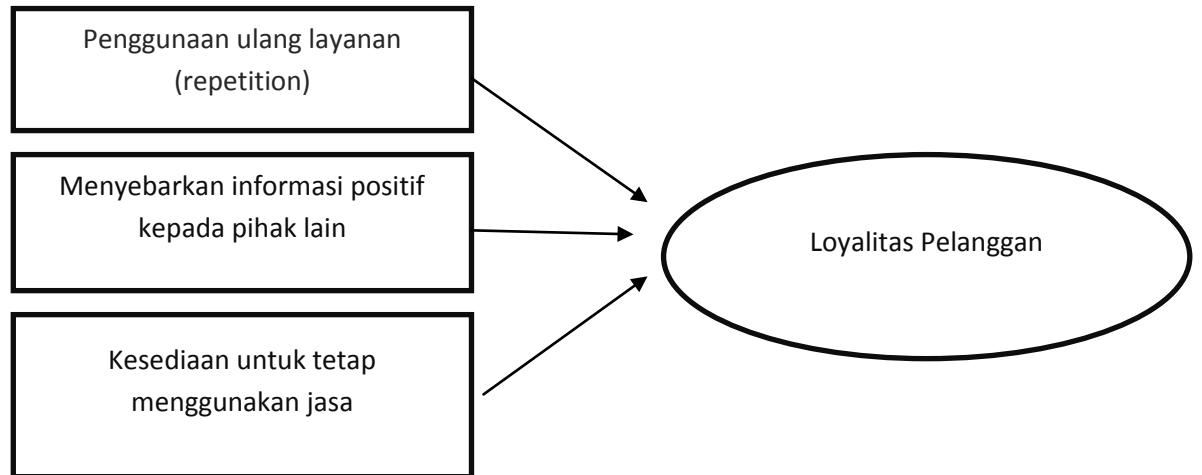 Penggunaan ulang layanan
(repetition)
Menyebarkan informasi positif
kepada pihak lain
Kesediaan untuk tetap
menggunakan jasa
Loyalitas Pelanggan